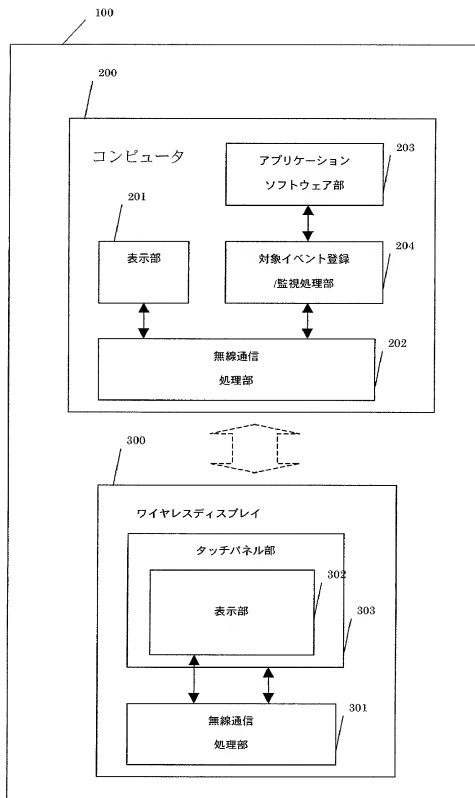 100
200
コンピュータ
アプリケーション
ソフトウェア部
203
201
表示部
対象イベント登録
/監視処理部
204
無線通信
処理部
202
300
ワイヤレスディスプレイ
タッチパネル部
302
表示部
303
無線通信
処理部
301